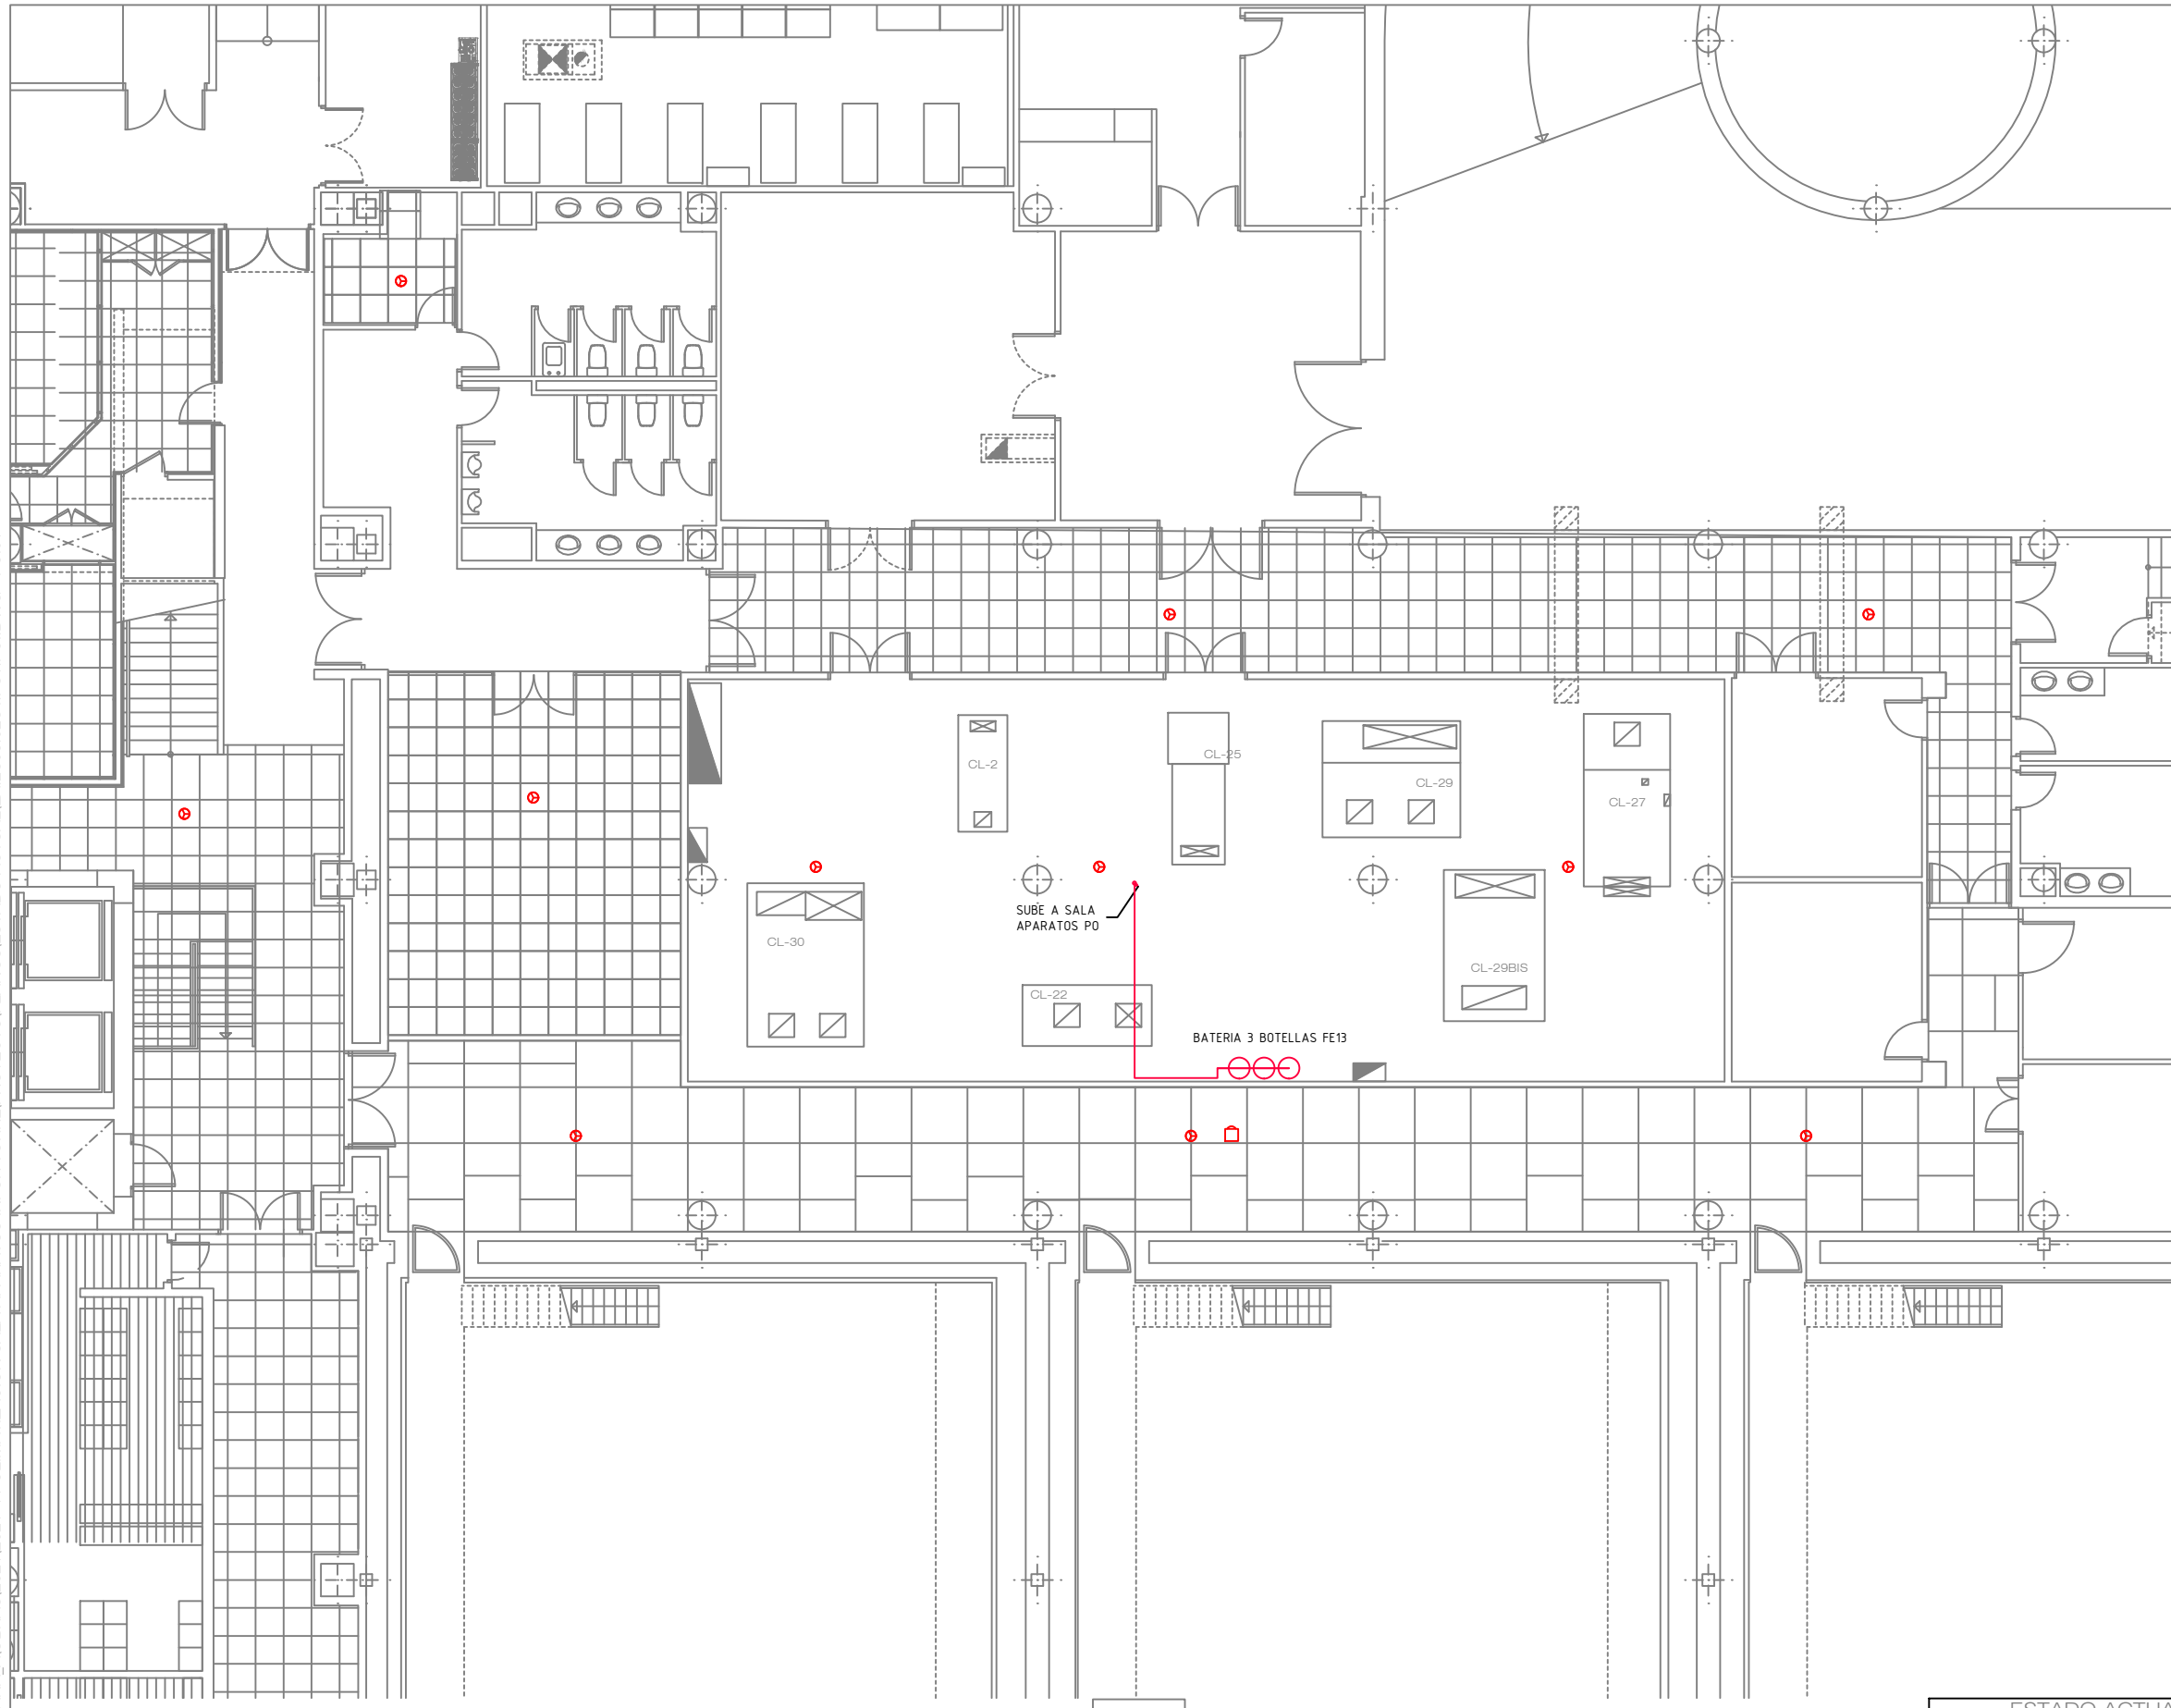 CL-2
CL-25
CL-29
CL-27
SUBE A SALA
APARATOS P0
CL-30
CL-29BIS
CL-22
BATERIA 3 BOTELLAS FE13